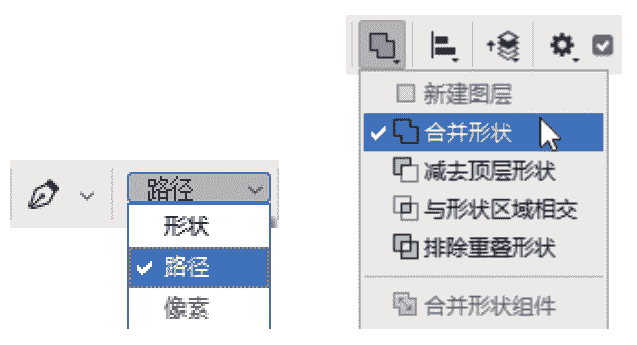 路径
形状
路径
像素
新建图层
合并形状
减去顶层形状
与形状区域相交
排除重叠形状
合并形状组件